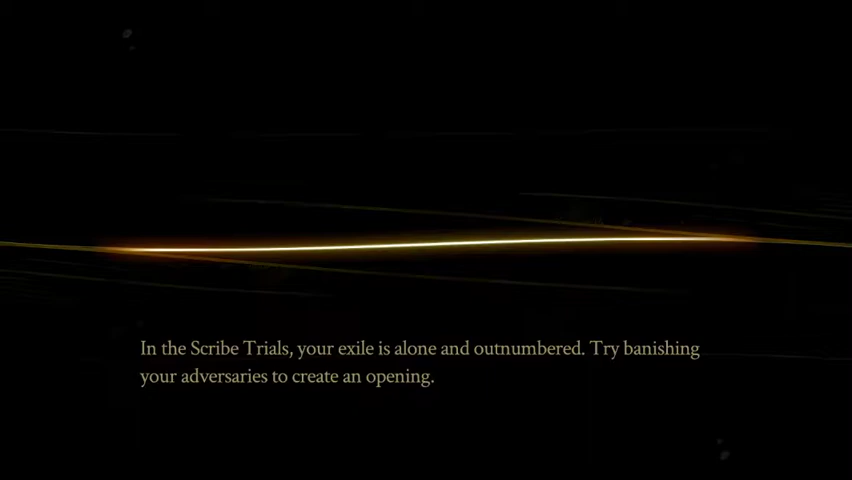 In the Scribe Trials, your exile is alone and outnumbered. Try banishing
your adversaries to create an opening.